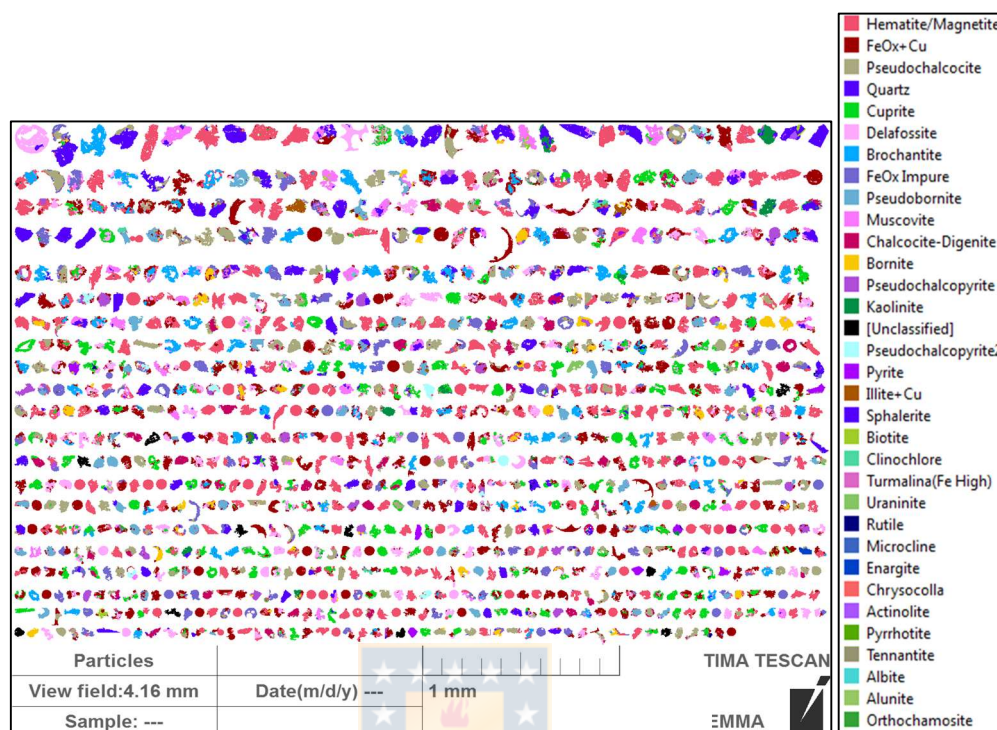 Hematite/Magnetite
FeOx+Cu
Pseudochalcocite
Quartz
Cuprite
Delafossite
Brochantite
FeOx Impure
Pseudobornite
Muscovite
Chalcocite-Digenite
Bornite
Pseudochalcopyrite
Kaolinite
[Unclassified]
Pseudochalcopyrite2
Pyrite
Illite+Cu
Sphalerite
Biotite
Clinochlore
Turmalina(Fe High)
Uraninite
Rutile
Microcline
Enargite
Chrysocolla
Actinolite
Pyrrhotite
Tennantite
Albite
Alunite
Orthochamosite
Particles
TIMA TESCAN
View field:4.16 mm
Date(m/d/y) ---
1 mm
Sample: ---
EMMA